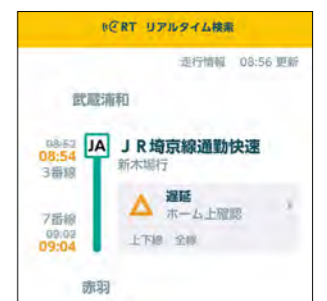 RT リアルタイム検索
走行情報 08:56 更新
武蔵浦和
08:52 JA JR埼京線通勤快速
08:54 新木場行
3番線
遅延
ホーム上確認
7番線
上下線 全線
09:02
09:04
赤羽